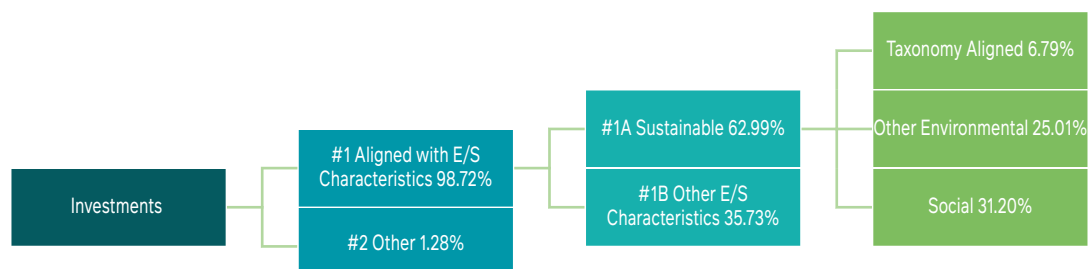 Investments
#1 Aligned with E/S
Characteristics 98.72%
#2 Other 1.28%
#1A Sustainable 62.99%
#1B Other E/S
Characteristics 35.73%
Taxonomy Aligned 6.79%
Other Environmental 25.01%
Social 31.20%